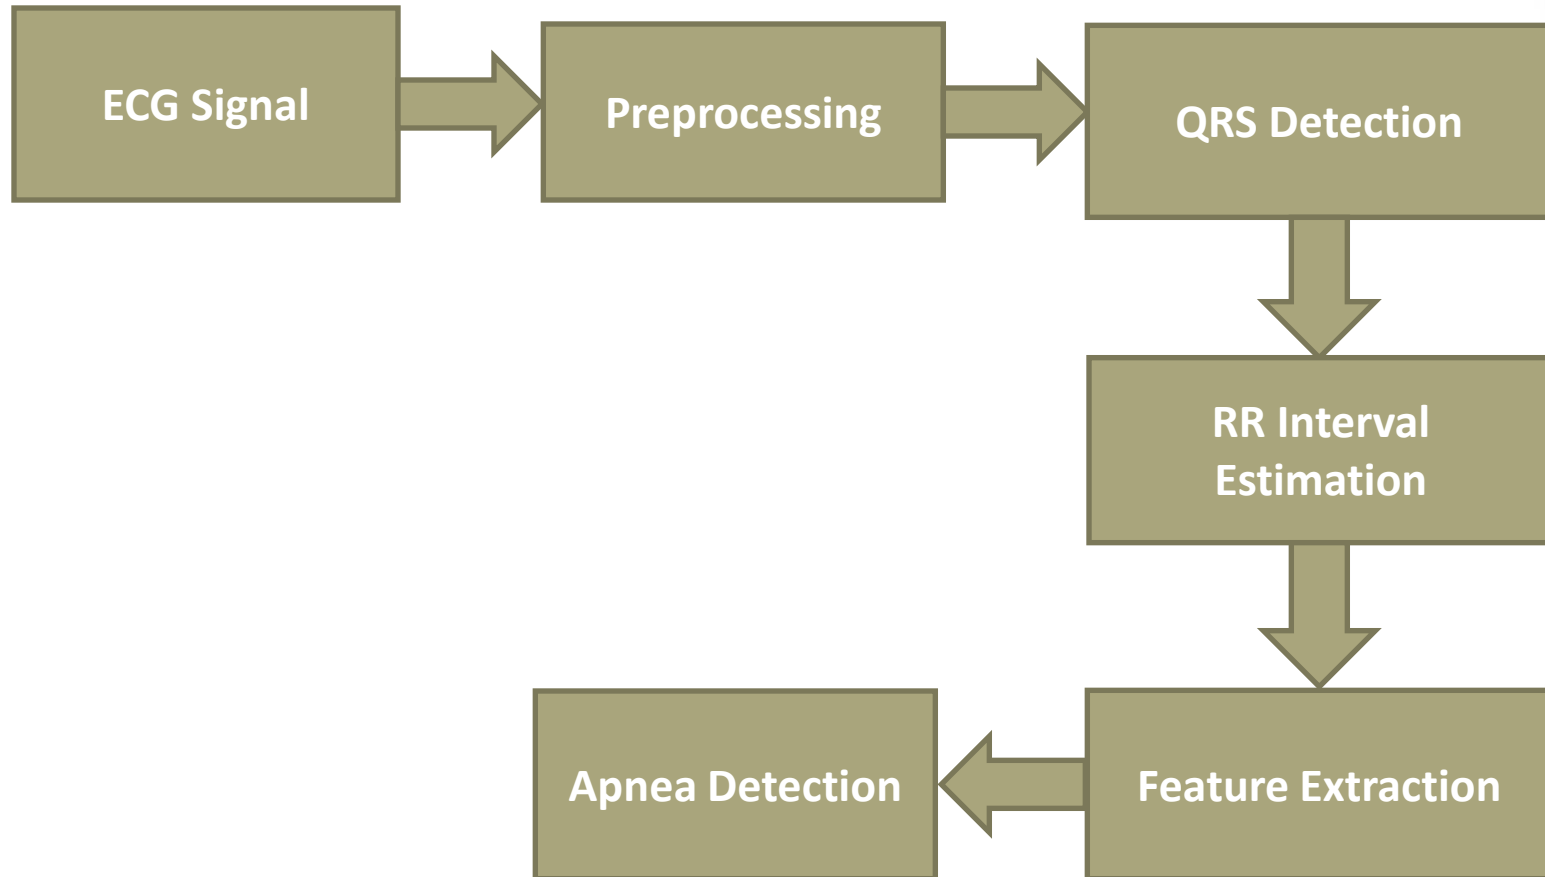 ECG Signal
Preprocessing
QRS Detection
RR Interval
Estimation
Feature Extraction
Apnea Detection